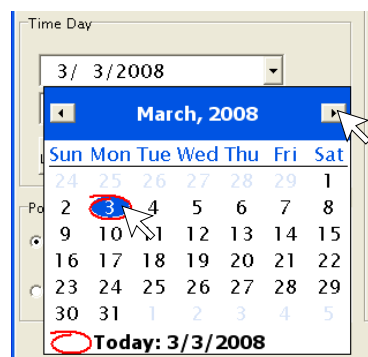 Time Day
3/ 3/2008
March, 2008
Sun Mon Tue Wed Thu Fri Sat
24 25 26 27 28 29 1
2 3 4 5 6 7 8
9 10 11 12 13 14 15
16 17 18 19 20 21 22
23 24 25 26 27 28 29
30 31 1 2 3 4 5
Today: 3/3/2008